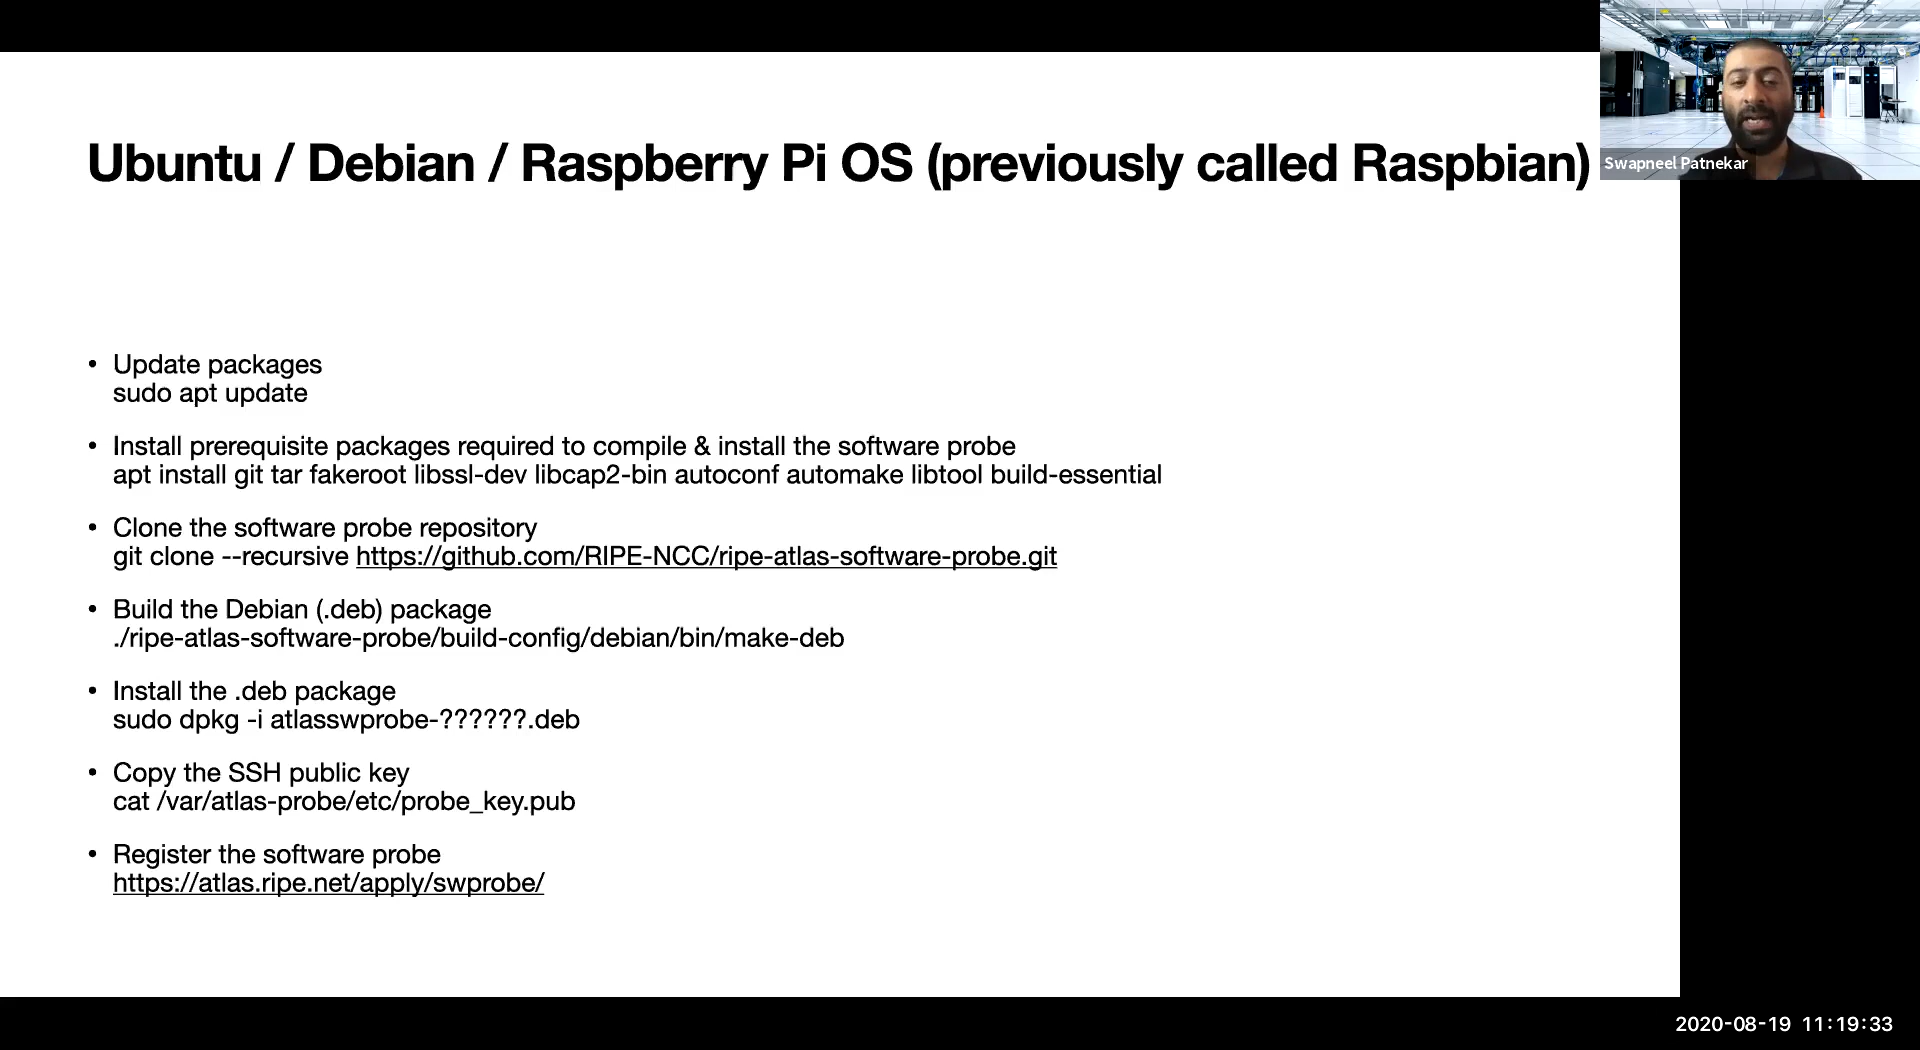 Ubuntu / Debian / Raspberry Pi OS (previously called Raspbian)
Swapneel Patnekar
• Update packages
sudo apt update
• Install prerequisite packages required to compile & install the software probe
apt install git tar fakeroot libssl-dev libcap2-bin autoconf automake libtool build-essential
• Clone the software probe repository
git clone --recursive https://github.com/RIPE-NCC/ripe-atlas-software-probe.git
• Build the Debian (.deb) package
./ripe-atlas-software-probe/build-config/debian/bin/make-deb
• Install the .deb package
sudo dpkg -i atlasswprobe-??????.deb
• Copy the SSH public key
cat /var/atlas-probe/etc/probe_key.pub
• Register the software probe
https://atlas.ripe.net/apply/swprobe/
2020-08-19 11:19:33